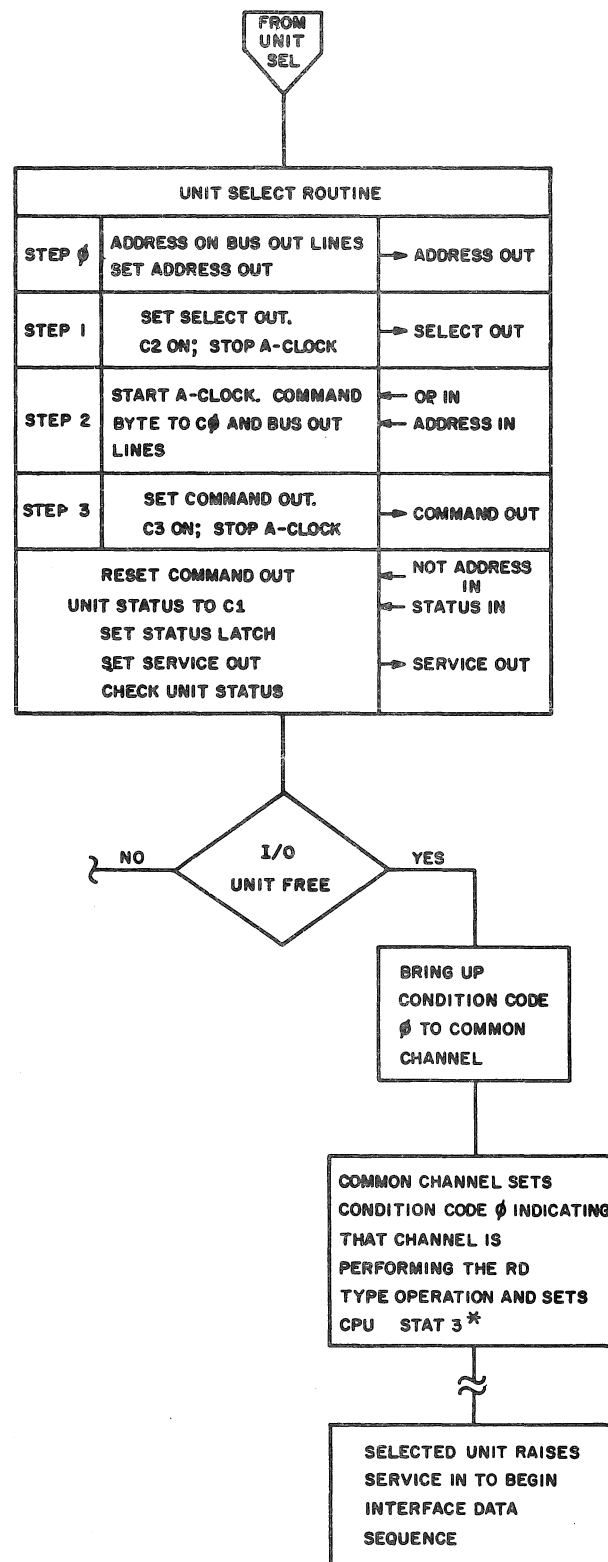 FROM
UNIT
SEL
UNIT SELECT ROUTINE
STEP φ
ADDRESS ON BUS OUT LINES
SET ADDRESS OUT
ADDRESS OUT
STEP 1
SET SELECT OUT.
C2 ON; STOP A-CLOCK
SELECT OUT
STEP 2
START A-CLOCK. COMMAND
BYTE TO Cφ AND BUS OUT
LINES
OP IN
ADDRESS IN
STEP 3
SET COMMAND OUT.
C3 ON; STOP A-CLOCK
COMMAND OUT
RESET COMMAND OUT
UNIT STATUS TO C1
SET STATUS LATCH
SET SERVICE OUT
CHECK UNIT STATUS
NOT ADDRESS
IN
STATUS IN
SERVICE OUT
I/O
UNIT FREE
NO
YES
BRING UP
CONDITION CODE
φ TO COMMON
CHANNEL
COMMON CHANNEL SETS
CONDITION CODE φ INDICATING
THAT CHANNEL IS
PERFORMING THE RD
TYPE OPERATION AND SETS
CPU STAT 3*
SELECTED UNIT RAISES
SERVICE IN TO BEGIN
INTERFACE DATA
SEQUENCE